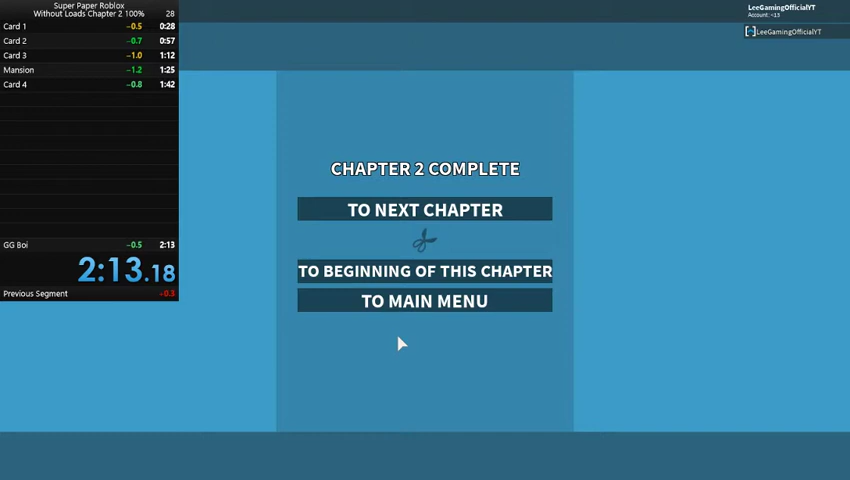 Super Paper Roblox
Without Loads Chapter 2 100% 28
Card 1 -0.5 0:28
Card 2 -0.7 0:57
Card 3 -1.0 1:12
Mansion -1.2 1:25
Card 4 -0.8 1:42
GG Boi -0.5 2:13
2:13.18
Previous Segment -0.3
LeeGamingOfficialYT
Account: -13
LeeGamingOfficialYT
CHAPTER 2 COMPLETE
TO NEXT CHAPTER
TO BEGINNING OF THIS CHAPTER
TO MAIN MENU